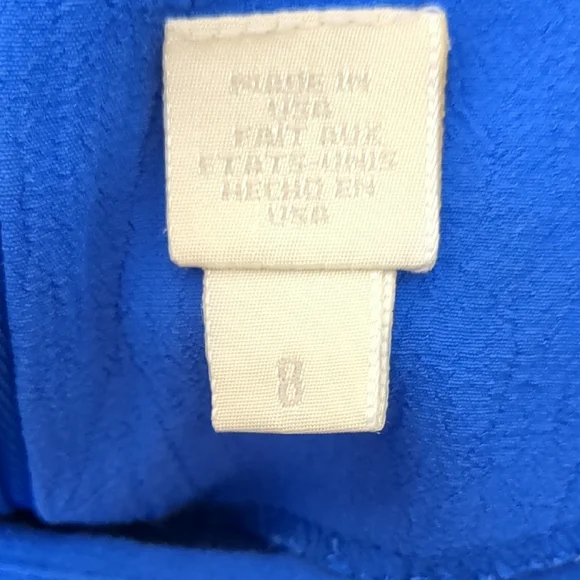 MADE IN
USA
FAIT AUX
ETATS-UNIS
HECHO EN
USA
8